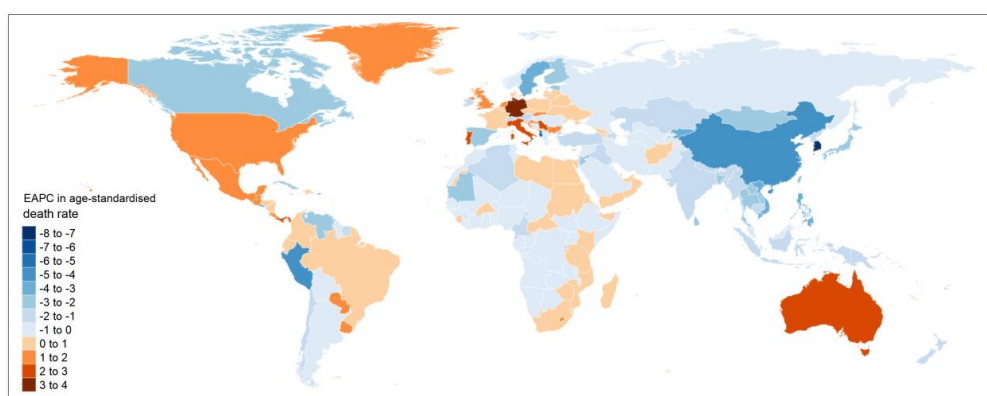 EAPC in age-standardised
death rate
-8 to -7
-7 to -6
-6 to -5
-5 to -4
-4 to -3
-3 to -2
-2 to -1
-1 to 0
0 to 1
1 to 2
2 to 3
3 to 4